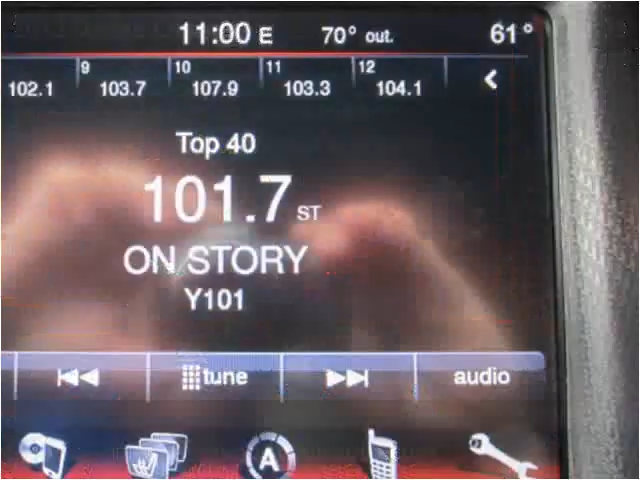 11:00 E 70° out. 61°
9 10 11 12
102.1 103.7 107.9 103.3 104.1
Top 40
101.7 ST
ON STORY
Y101
tune audio
A